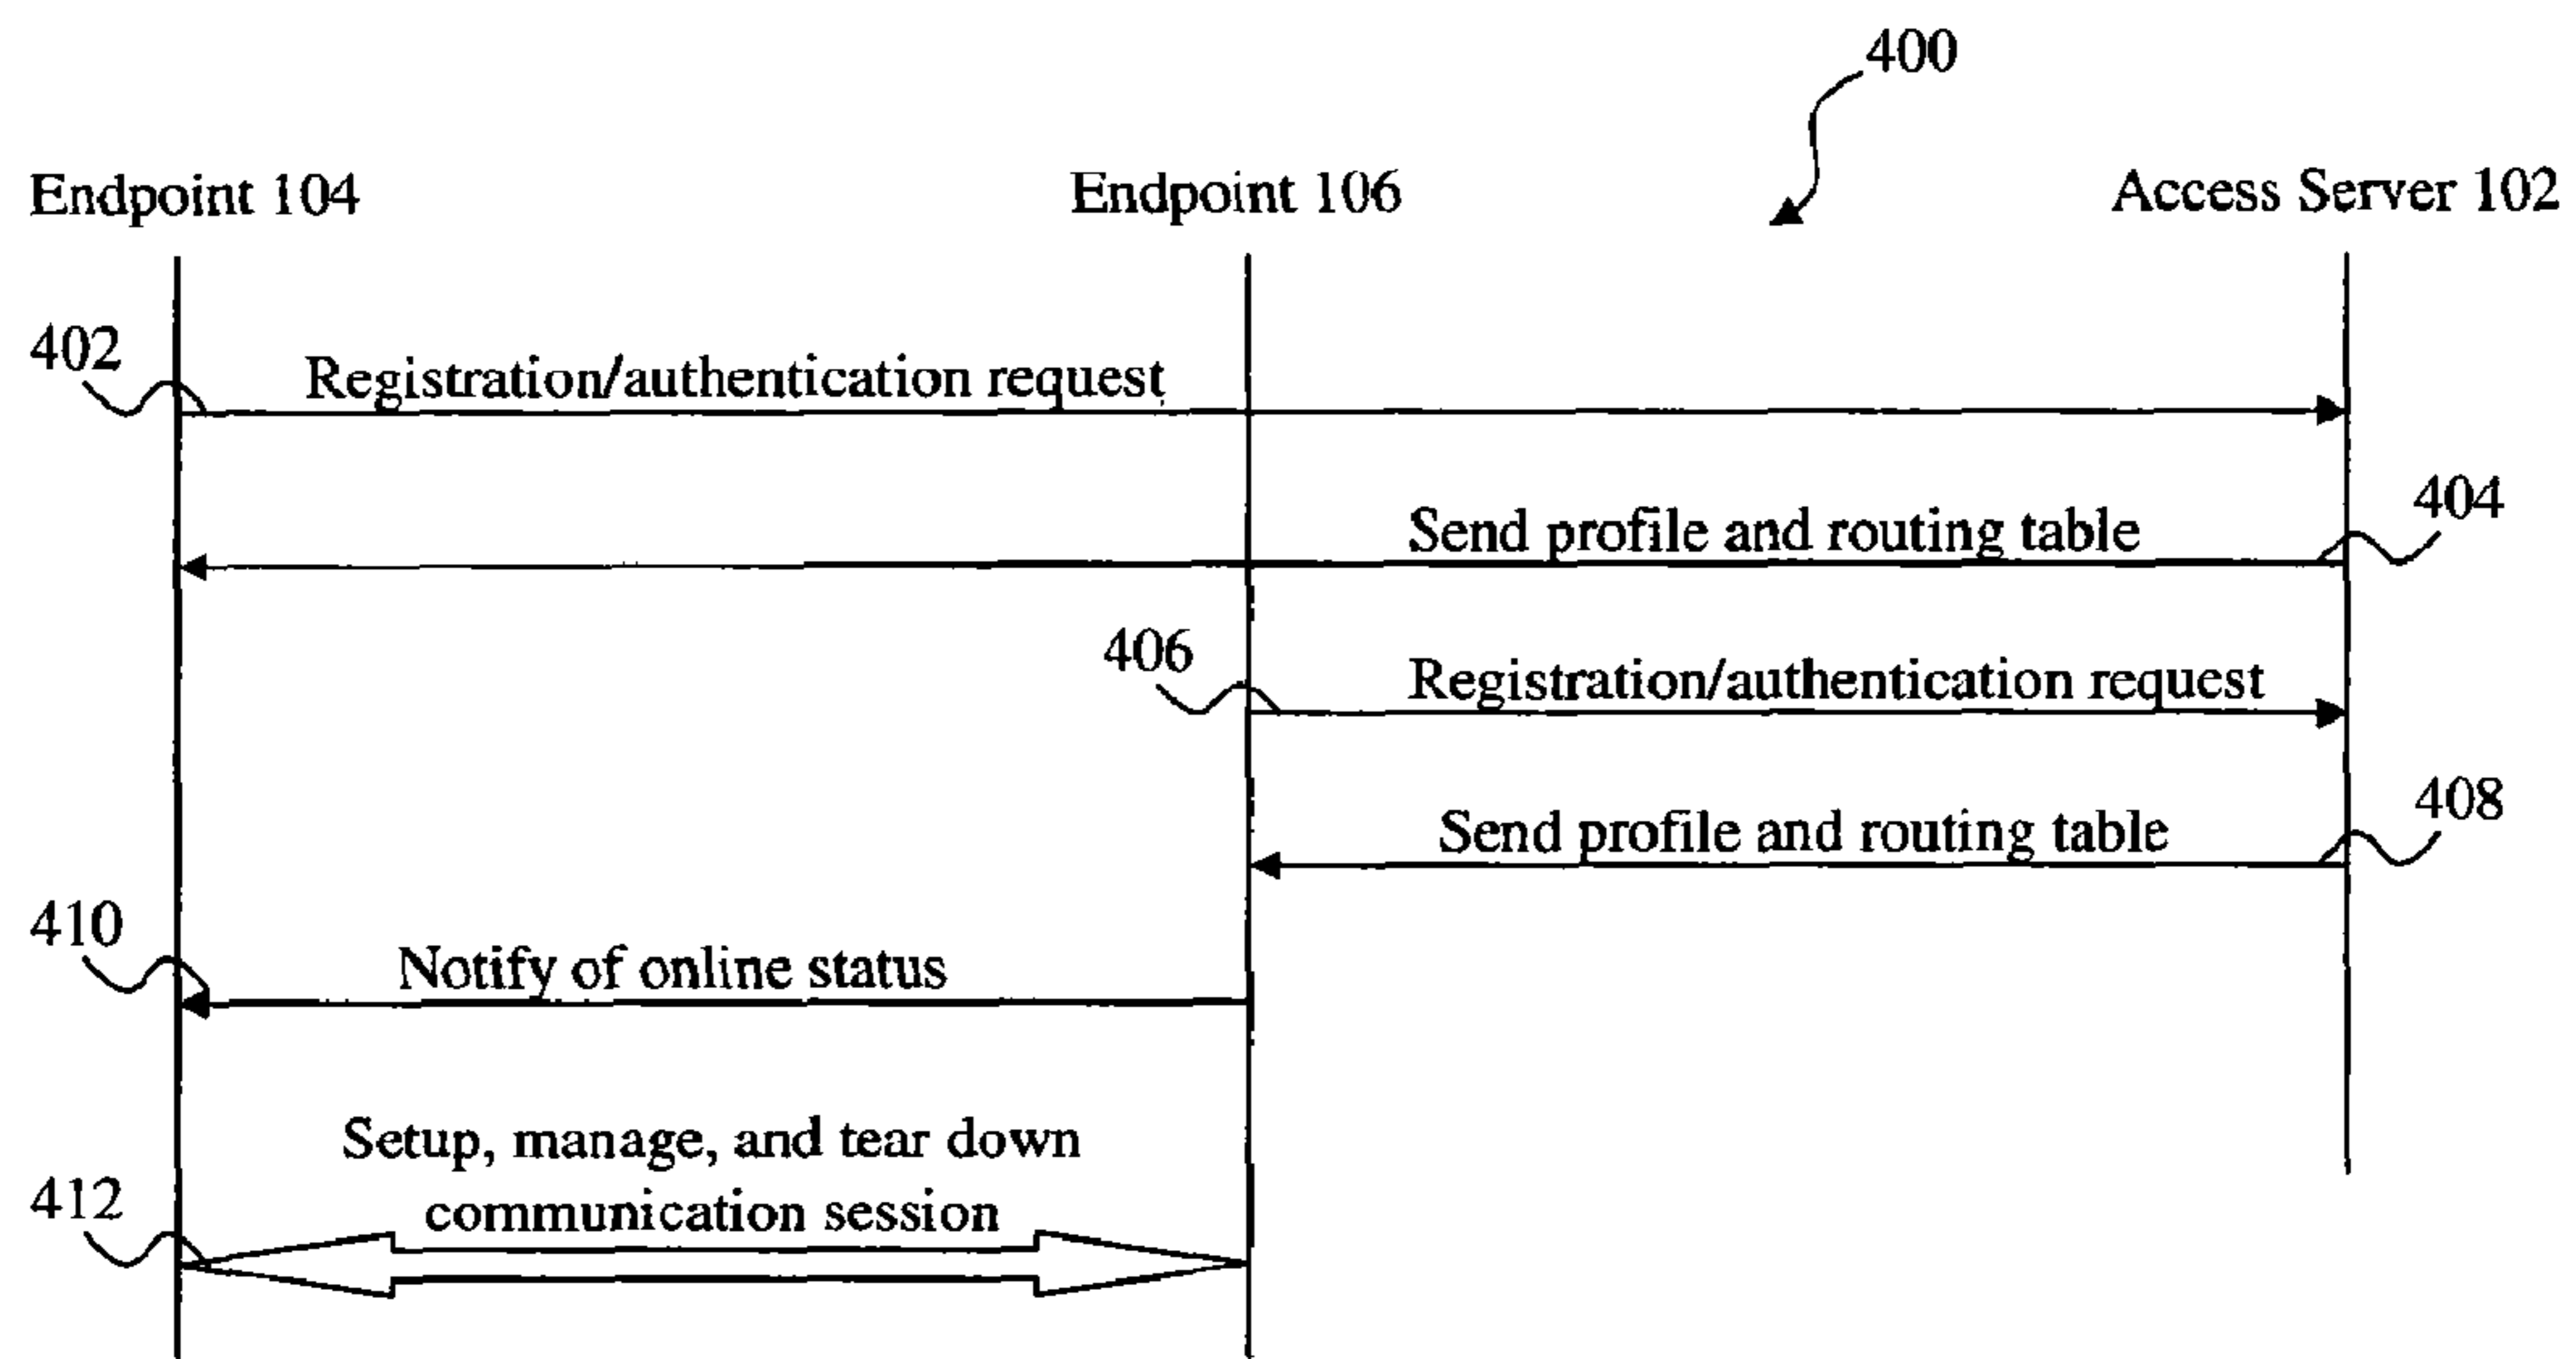 400
Endpoint 104
Endpoint 106
Access Server 102
402
Registration/authentication request
404
Send profile and routing table
406
Registration/authentication request
408
Send profile and routing table
410
Notify of online status
Setup, manage, and tear down
412
communication session